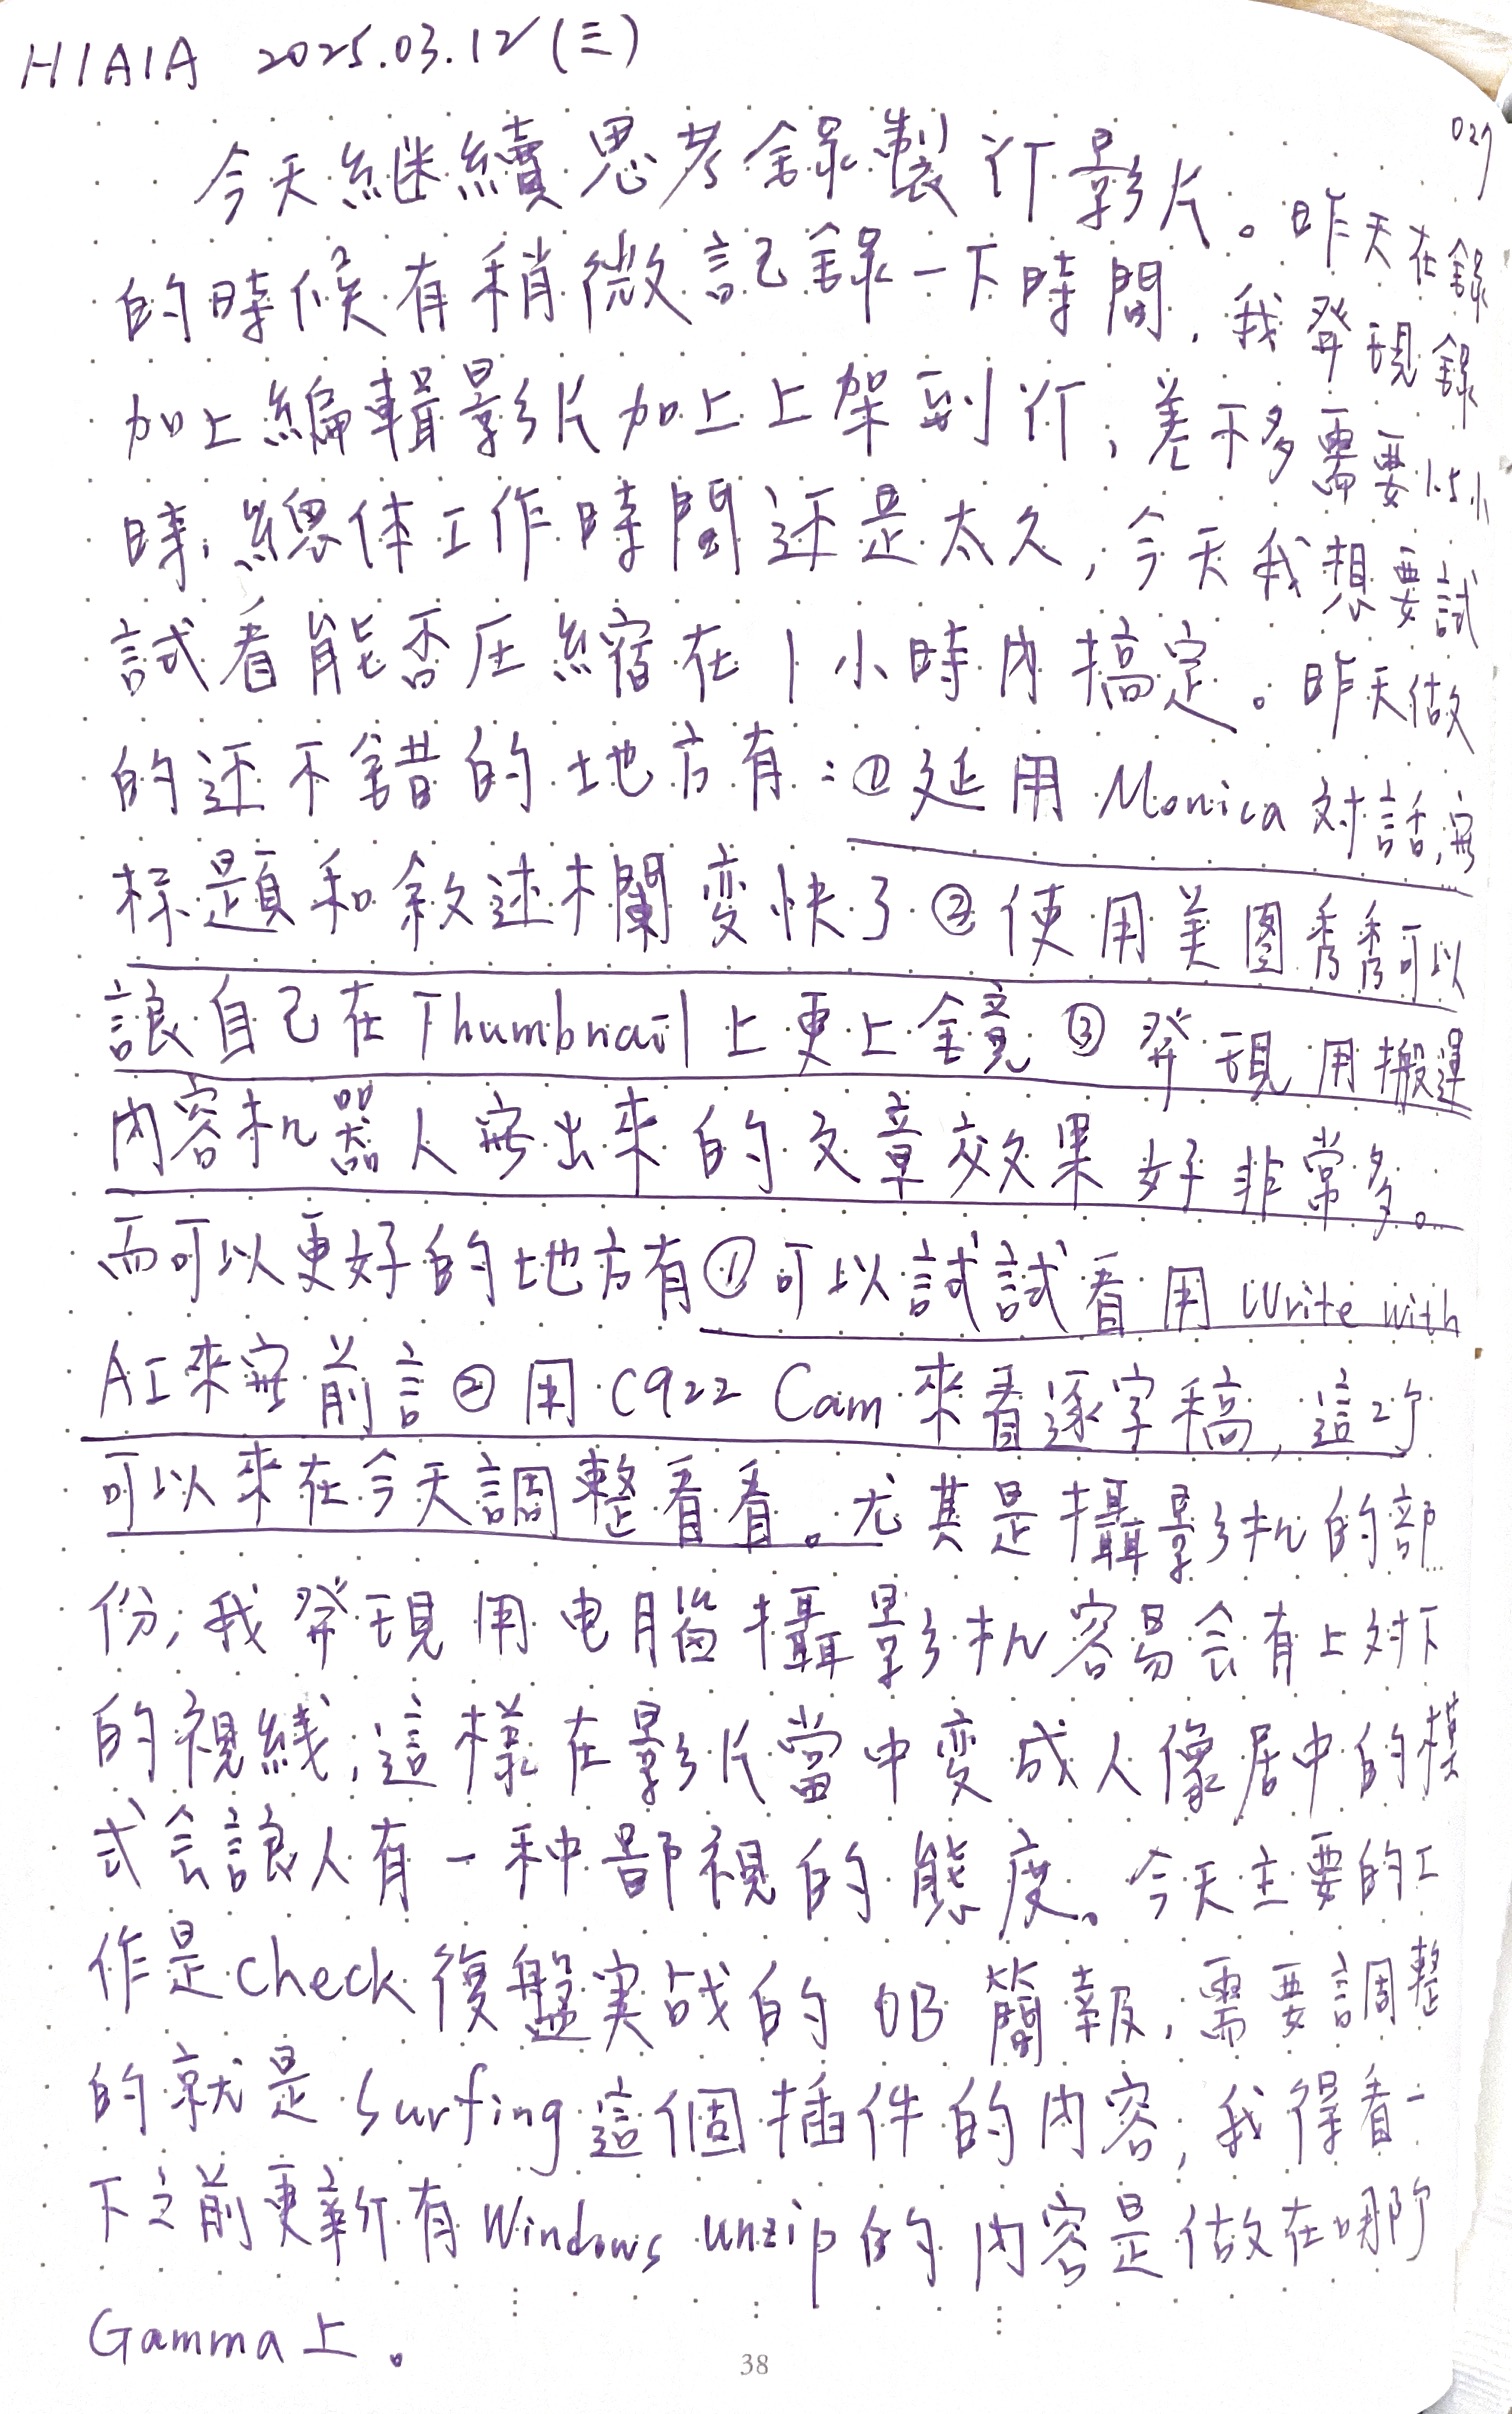 HIAIA 2025.03.12(三)
027
今天継續思考錄製YT影片。昨天在錄
的時候有稍微記錄一下時間,我發現錄
加上編輯影片加上上架到YT,差不多需要1.5小
時,總体工作時間还是太久,今天我想要試
試看能否压縮在1小時內搞定。昨天做
的还不錯的地方有:①延用Monica対話,寫
标題和敘述欄変快了②使用美图秀秀可以
讓自己在Thumbnail上更上鏡③發現用搬運
內容机器人寫出來的文章效果好非常多。
而可以更好的地方有①可以試試看用Write with
AI來寫前言②用C922 Cam來看逐字稿,這2个
可以來在今天調整看看。尤其是攝影机的部
份,我發現用电腦攝影机容易会有上対下
的視綫,這樣在影片當中変成人像居中的模
式会讓人有一种鄙視的態度。今天主要的工
作是check復盤実战的OB簡報,需要調整
的就是Surfing這個插件的內容,我得看一
下之前更新有Windows unzip的內容是做在哪个
Gamma上。
38